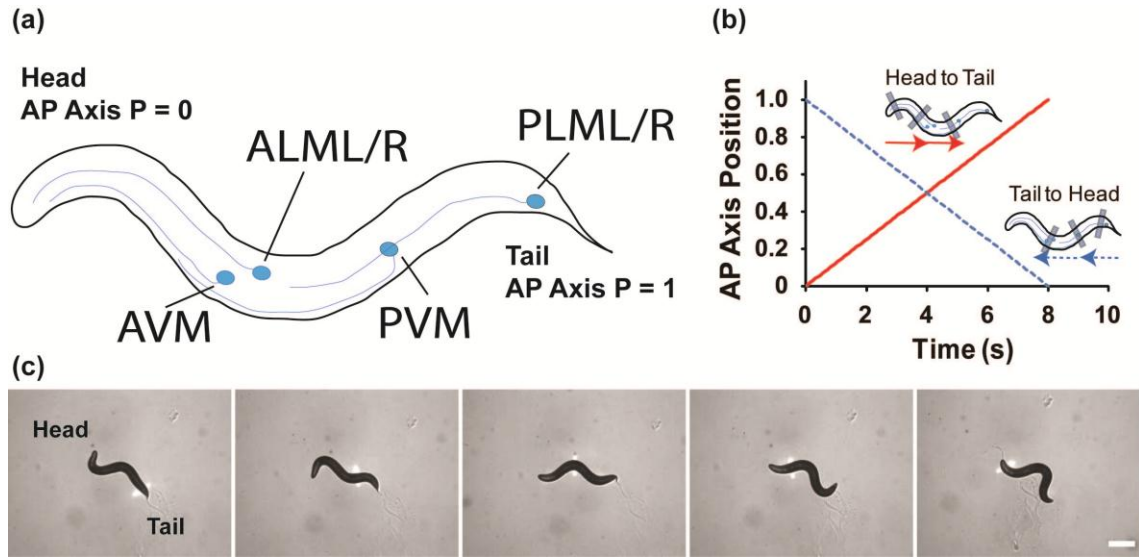 (a)
Head
AP Axis P = 0
ALML/R
PLML/R
AVM
PVM
Tail
AP Axis P = 1
(b)
AP Axis Position
1.0
0.8
0.6
0.4
0.2
0
Head to Tail
Tail to Head
0 2 4 6 8 10
Time (s)
(c)
Head
Tail